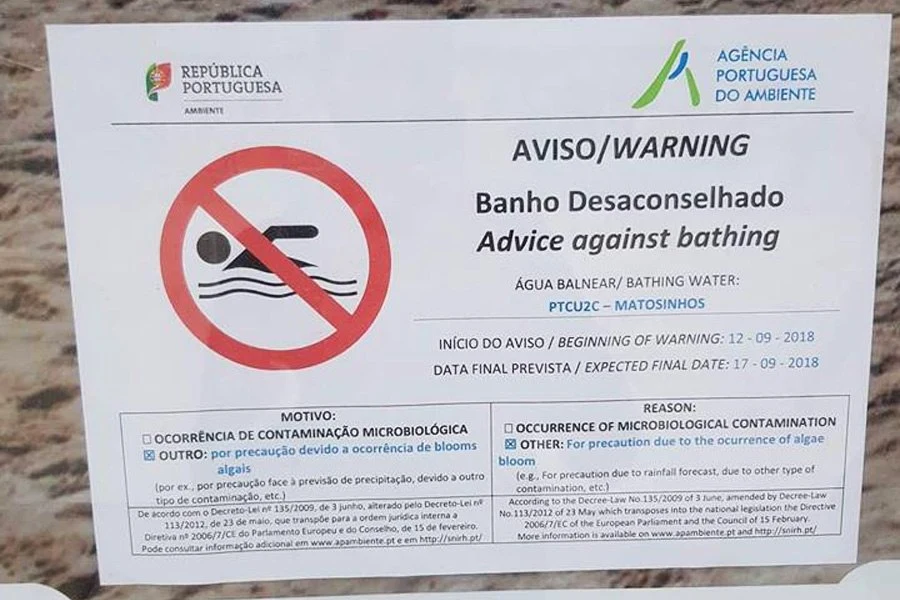 REPÚBLICA
PORTUGUESA
AMBIENTE
AGÊNCIA
PORTUGUESA
DO AMBIENTE
AVISO/WARNING
Banho Desaconselhado
Advice against bathing
ÁGUA BALNEAR/ BATHING WATER:
PTCU2C – MATOSINHOS
INÍCIO DO AVISO / BEGINNING OF WARNING: 12 - 09 - 2018
DATA FINAL PREVISTA / EXPECTED FINAL DATE: 17 - 09 - 2018
MOTIVO:
☐ OCORRÊNCIA DE CONTAMINAÇÃO MICROBIOLÓGICA
☒ OUTRO: por precaução devido a ocorrência de blooms
algais
(por ex., por precaução face à previsão de precipitação, devido a outro
tipo de contaminação, etc.)
REASON:
☐ OCCURRENCE OF MICROBIOLOGICAL CONTAMINATION
☒ OTHER: For precaution due to the ocurrence of algae
bloom
(e.g., For precaution due to rainfall forecast, due to other type of
contamination, etc.)
De acordo com o Decreto-Lei nº 135/2009, de 3 junho, alterado pelo Decreto-Lei nº
113/2012, de 23 de maio, que transpõe para a ordem jurídica interna a
Diretiva nº 2006/7/CE do Parlamento Europeu e do Conselho, de 15 de fevereiro.
Pode consultar informação adicional em www.apambiente.pt e em http://snirh.pt/
According to the Decree-Law No.135/2009 of 3 June, amended by Decree-Law
No.113/2012 of 23 May which transposes into the national legislation the Directive
2006/7/EC of the European Parliament and the Council of 15 February.
More information is available on www.apambiente.pt and http://snirh.pt/